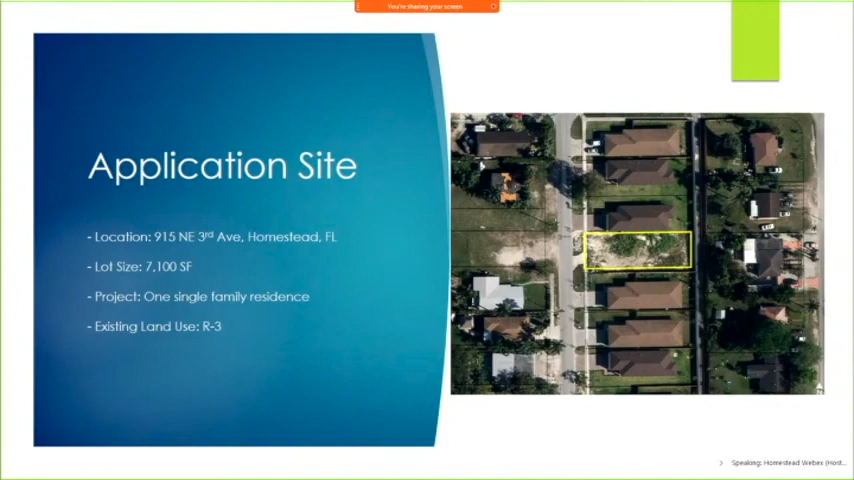 You're sharing your screen
Application Site
- Location: 915 NE 3rd Ave, Homestead, FL
- Lot Size: 7,100 SF
- Project: One single family residence
- Existing Land Use: R-3
Speaking: Homestead Webex (Host...